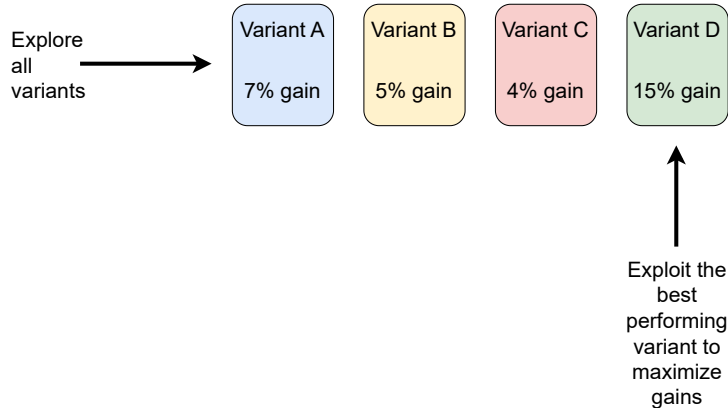 Explore
all
variants
Variant A
7% gain
Variant B
5% gain
Variant C
4% gain
Variant D
15% gain
Exploit the
best
performing
variant to
maximize
gains